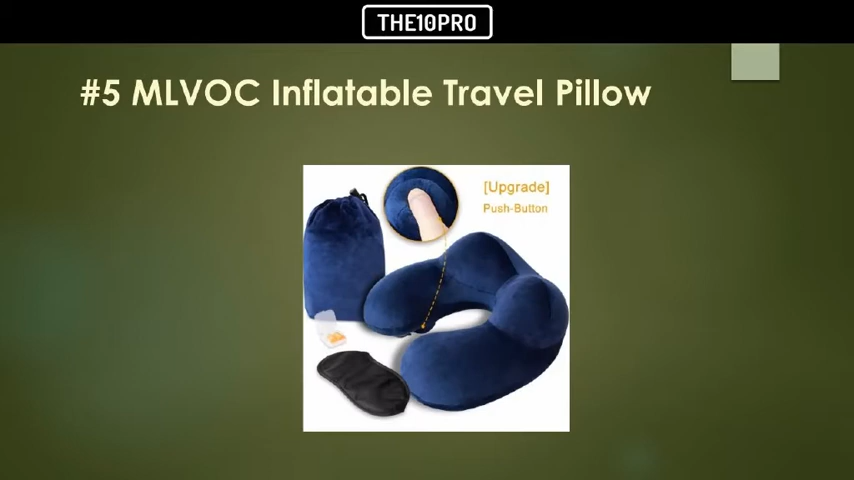 THE10PRO
#5 MLVOC Inflatable Travel Pillow
[Upgrade]
Push-Button